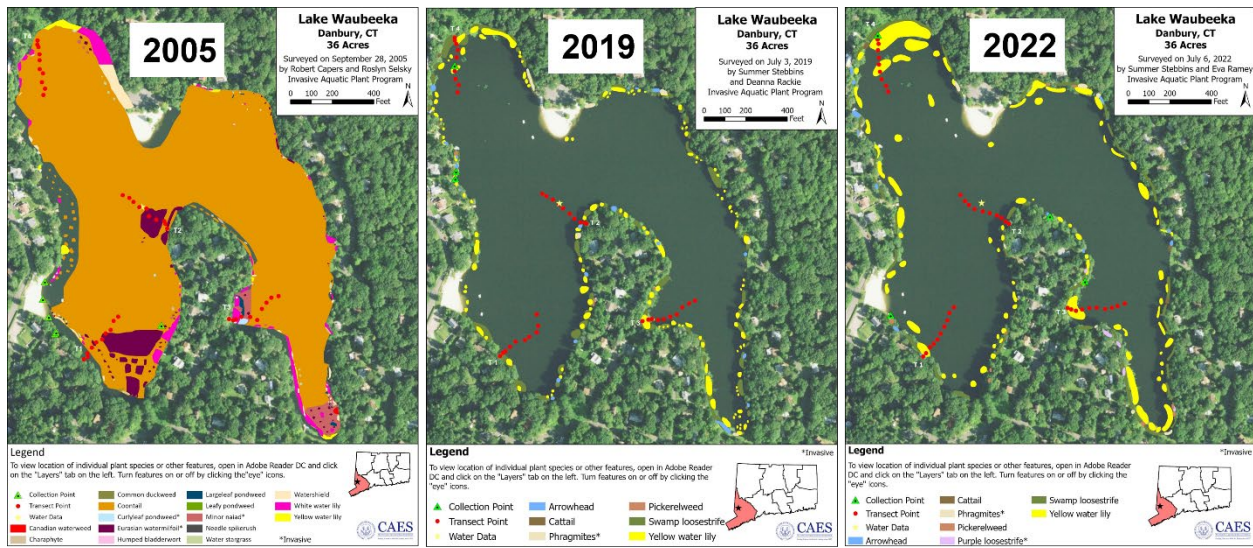 2005
Lake Waubeeka
Danbury, CT
36 Acres
Surveyed on September 28, 2005
by Robert Capers and Roslyn Selsky
Invasive Aquatic Plant Program
0 100 200 400
Feet
N
T2
Legend
To view location of individual plant species or other features, open in Adobe Reader DC and click
on the "Layers" tab on the left. Turn features on or off by clicking the"eye" icons.
Collection Point
Transect Point
Water Data
Canadian waterweed
Charaphyte
Common duckweed
Coontail
Curlyleaf pondweed*
Eurasian watermilfoil*
Humped bladderwort
Largeleaf pondweed
Leafy pondweed
Minor naiad*
Needle spikerush
Water stargrass
Watershield
White water lily
Yellow water lily
*Invasive
CAES
2019
Lake Waubeeka
Danbury, CT
36 Acres
Surveyed on July 3, 2019
by Summer Stebbins
and Deanna Rackie
Invasive Aquatic Plant Program
0 100 200 400
Feet
N
T4
T2
T3
T1
Legend
*Invasive
To view location of individual plant species or other features, open in Adobe Reader
DC and click on the "Layers" tab on the left. Turn features on or off by clicking the
"eye" icons.
Collection Point
Transect Point
Water Data
Arrowhead
Cattail
Phragmites*
Pickerelweed
Swamp loosestrife
Yellow water lily
CAES
2022
Lake Waubeeka
Danbury, CT
36 Acres
Surveyed on July 6, 2022
by Summer Stebbins and Eva Ramey
Invasive Aquatic Plant Program
0 100 200 400
Feet
N
T4
T1
Legend
*Invasive
To view location of individual plant species or other features, open in Adobe Reader
DC and click on the "Layers" tab on the left. Turn features on or off by clicking the
"eye" icons.
Collection Point
Transect Point
Water Data
Arrowhead
Cattail
Phragmites*
Pickerelweed
Purple loosestrife*
Swamp loosestrife
Yellow water lily
CAES